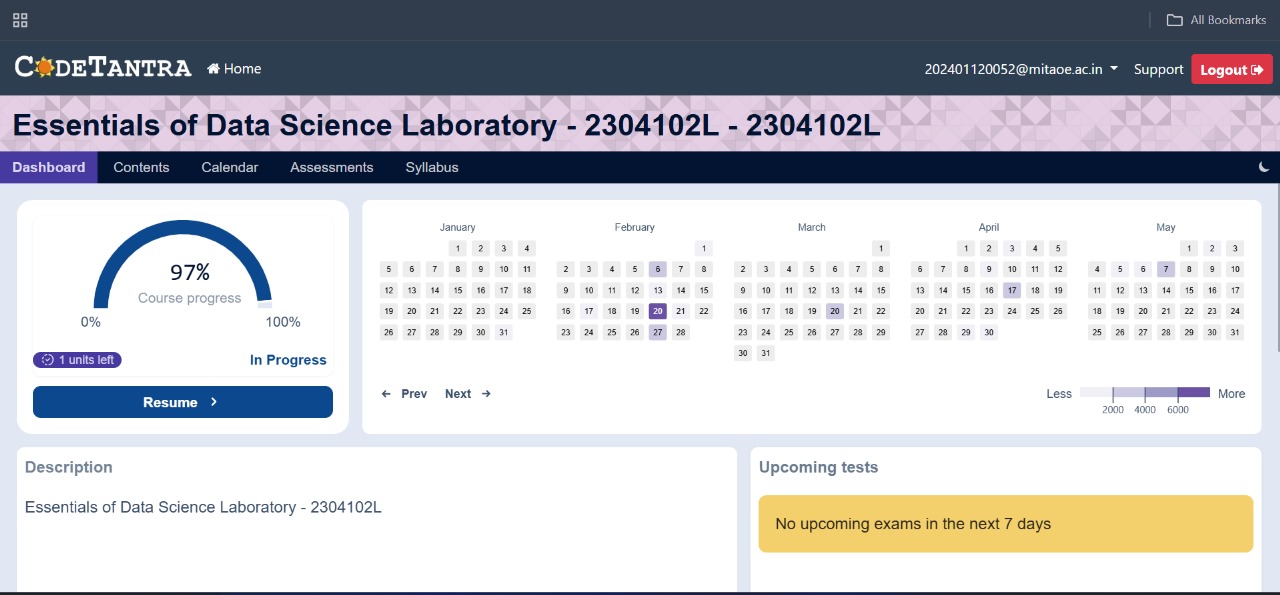 All Bookmarks
CODETANTRA
Home
202401120052@mitaoe.ac.in
Support
Logout
Essentials of Data Science Laboratory - 2304102L - 2304102L
Dashboard
Contents
Calendar
Assessments
Syllabus
97%
Course progress
0%
100%
1 units left
In Progress
Resume
January
1 2 3 4
5 6 7 8 9 10 11
12 13 14 15 16 17 18
19 20 21 22 23 24 25
26 27 28 29 30 31
February
1
2 3 4 5 6 7 8
9 10 11 12 13 14 15
16 17 18 19 20 21 22
23 24 25 26 27 28
March
1
2 3 4 5 6 7 8
9 10 11 12 13 14 15
16 17 18 19 20 21 22
23 24 25 26 27 28 29
30 31
April
1 2 3 4 5
6 7 8 9 10 11 12
13 14 15 16 17 18 19
20 21 22 23 24 25 26
27 28 29 30
May
1 2 3
4 5 6 7 8 9 10
11 12 13 14 15 16 17
18 19 20 21 22 23 24
25 26 27 28 29 30 31
Prev
Next
Less
More
2000 4000 6000
Description
Essentials of Data Science Laboratory - 2304102L
Upcoming tests
No upcoming exams in the next 7 days